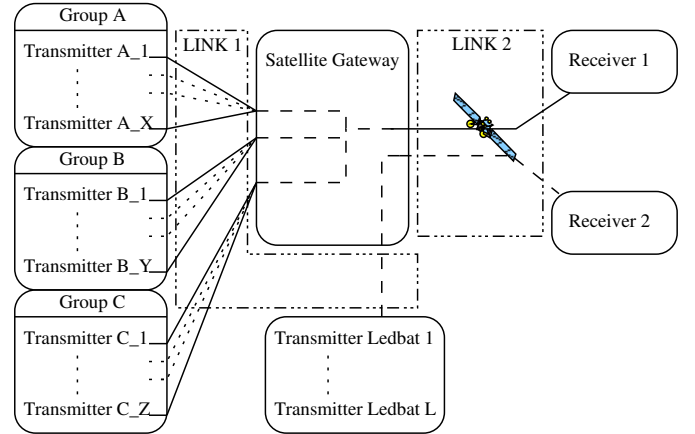 Group A
Transmitter A_1
Transmitter A_X
Group B
Transmitter B_1
Transmitter B_Y
Group C
Transmitter C_1
Transmitter C_Z
LINK 1
Satellite Gateway
LINK 2
Receiver 1
Receiver 2
Transmitter Ledbat 1
Transmitter Ledbat L